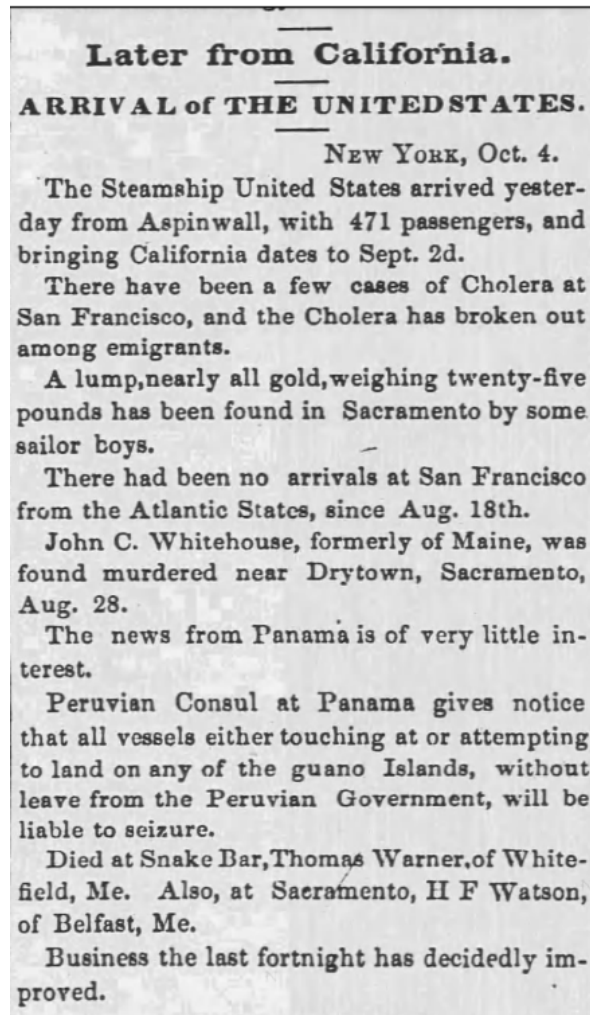 Later from California.
ARRIVAL of THE UNITED STATES.
NEW YORK, Oct. 4.
The Steamship United States arrived yester-
day from Aspinwall, with 471 passengers, and
bringing California dates to Sept. 2d.
There have been a few cases of Cholera at
San Francisco, and the Cholera has broken out
among emigrants.
A lump,nearly all gold,weighing twenty-five
pounds has been found in Sacramento by some
sailor boys.
There had been no arrivals at San Francisco
from the Atlantic States, since Aug. 18th.
John C. Whitehouse, formerly of Maine, was
found murdered near Drytown, Sacramento,
Aug. 28.
The news from Panama is of very little in-
terest.
Peruvian Consul at Panama gives notice
that all vessels either touching at or attempting
to land on any of the guano Islands, without
leave from the Peruvian Government, will be
liable to seizure.
Died at Snake Bar,Thomas Warner,of White-
field, Me. Also, at Sacramento, H F Watson,
of Belfast, Me.
Business the last fortnight has decidedly im-
proved.